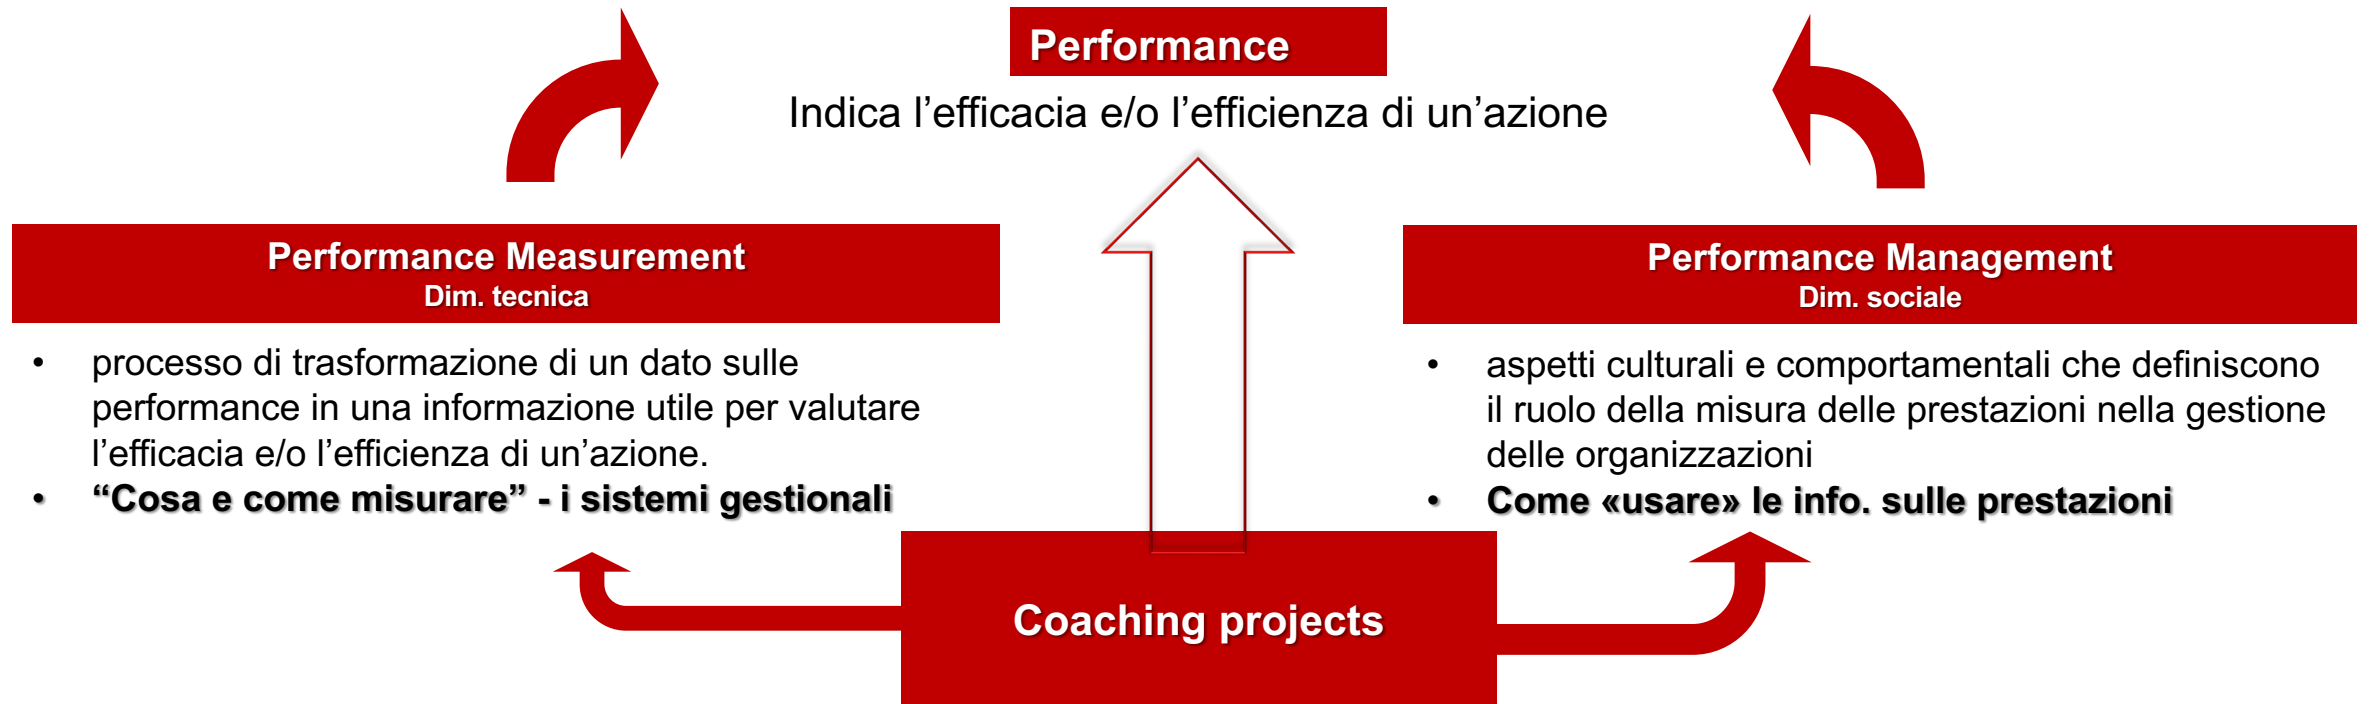 Performance
Indica l’efficacia e/o l’efficienza di un’azione
Performance Measurement
Dim. tecnica
• processo di trasformazione di un dato sulle
performance in una informazione utile per valutare
l’efficacia e/o l’efficienza di un’azione.
• “Cosa e come misurare” - i sistemi gestionali
Performance Management
Dim. sociale
• aspetti culturali e comportamentali che definiscono
il ruolo della misura delle prestazioni nella gestione
delle organizzazioni
• Come «usare» le info. sulle prestazioni
Coaching projects